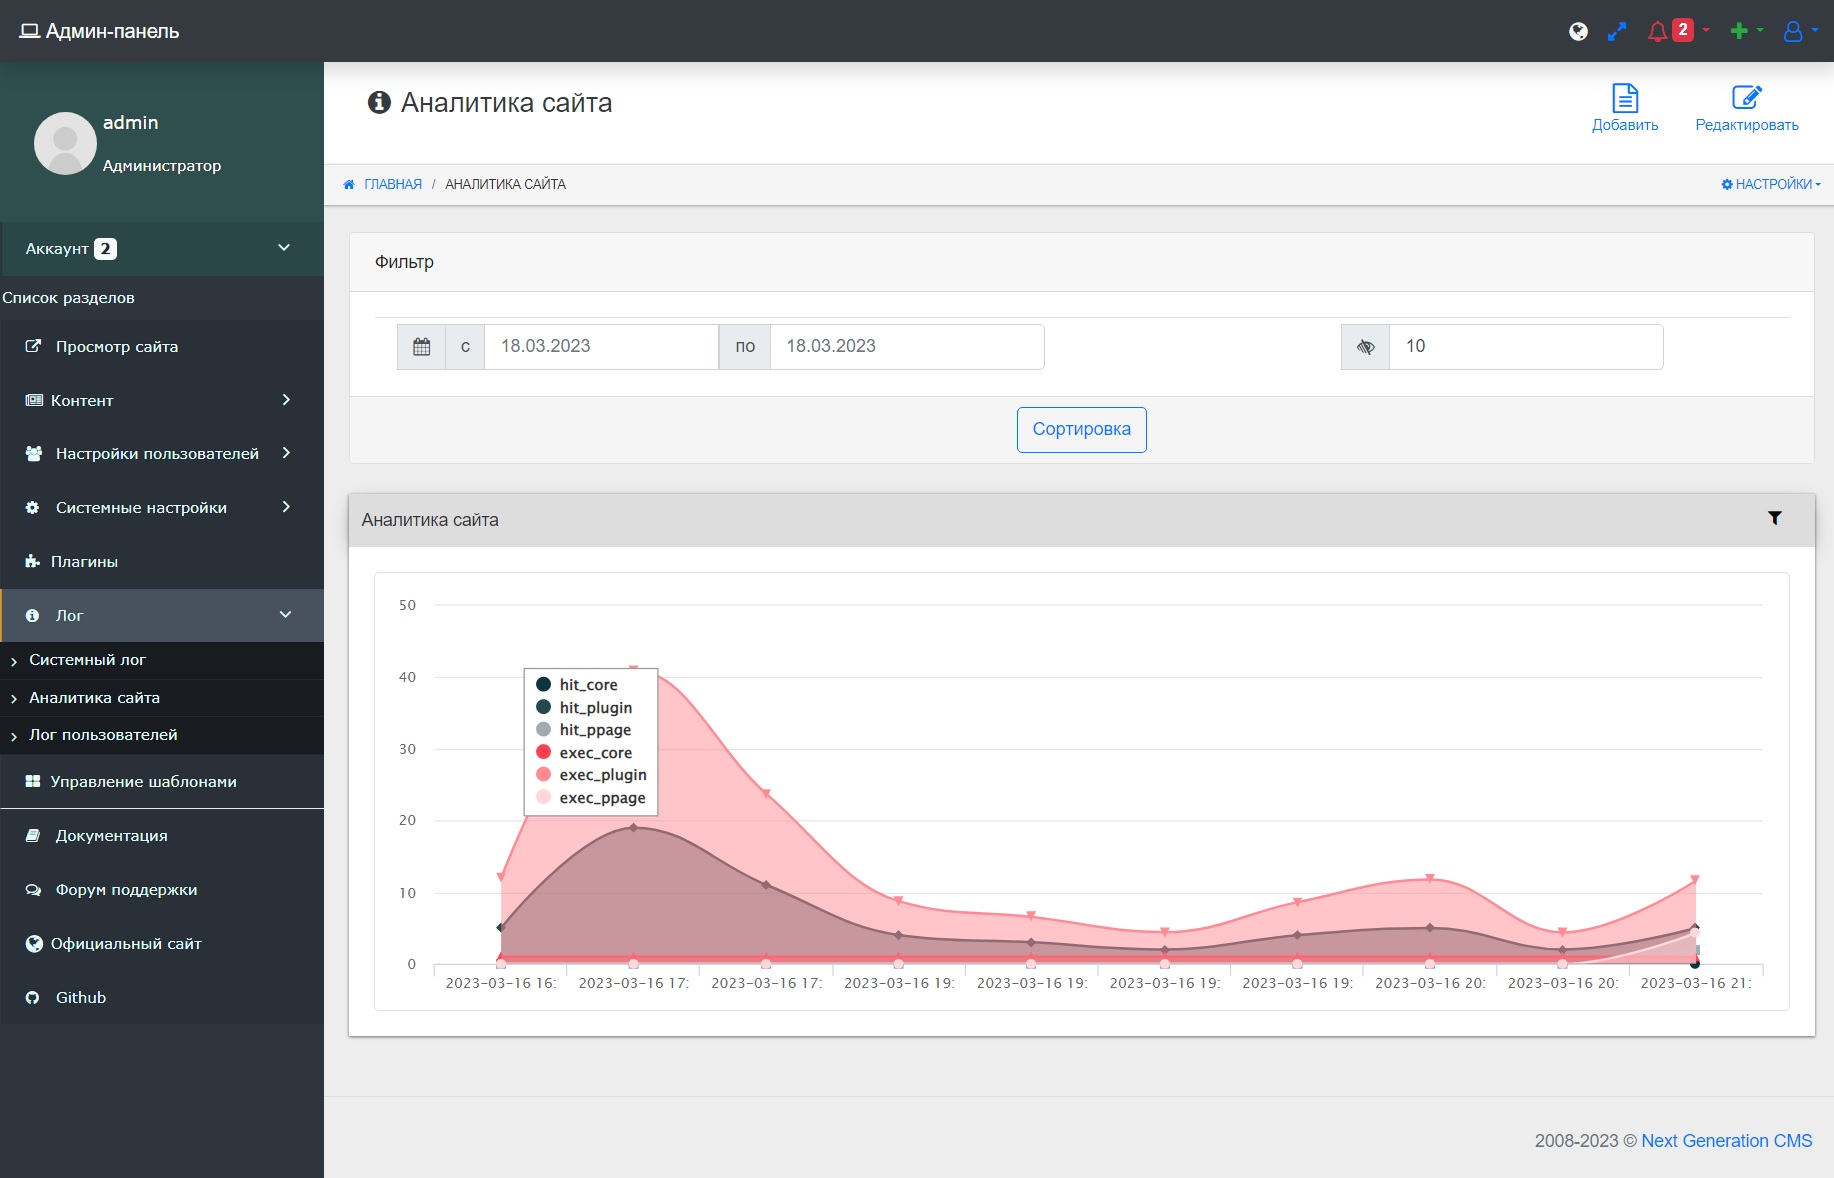 Админ-панель
2
admin
Администратор
Аккаунт 2
Список разделов
Просмотр сайта
Контент
Настройки пользователей
Системные настройки
Плагины
Лог
Системный лог
Аналитика сайта
Лог пользователей
Управление шаблонами
Документация
Форум поддержки
Официальный сайт
Github
Аналитика сайта
Добавить
Редактировать
ГЛАВНАЯ / АНАЛИТИКА САЙТА
НАСТРОЙКИ
Фильтр
с 18.03.2023 по 18.03.2023
10
Сортировка
Аналитика сайта
50
40
30
20
10
0
hit_core
hit_plugin
hit_ppage
exec_core
exec_plugin
exec_ppage
2023-03-16 16: 2023-03-16 17: 2023-03-16 17: 2023-03-16 19: 2023-03-16 19: 2023-03-16 19: 2023-03-16 19: 2023-03-16 20: 2023-03-16 20: 2023-03-16 21:
2008-2023 © Next Generation CMS